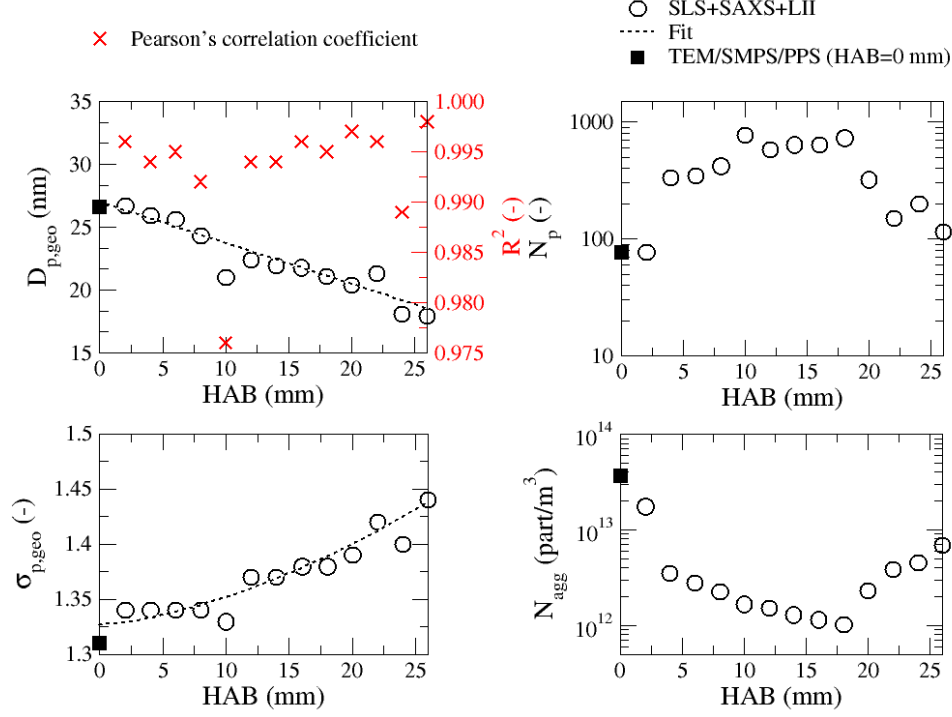 Pearson's correlation coefficient
SLS+SAXS+LII
Fit
TEM/SMPS/PPS (HAB=0 mm)
35
30
25
20
15
D_p,geo (nm)
1.000
0.995
0.990
0.985
0.980
0.975
R^2 (-)
0 5 10 15 20 25
HAB (mm)
1000
100
10
N_p (-)
0 5 10 15 20 25
HAB (mm)
1.5
1.45
1.4
1.35
1.3
σ_p,geo (-)
0 5 10 15 20 25
HAB (mm)
10^14
10^13
10^12
N_agg (part/m^3)
0 5 10 15 20 25
HAB (mm)